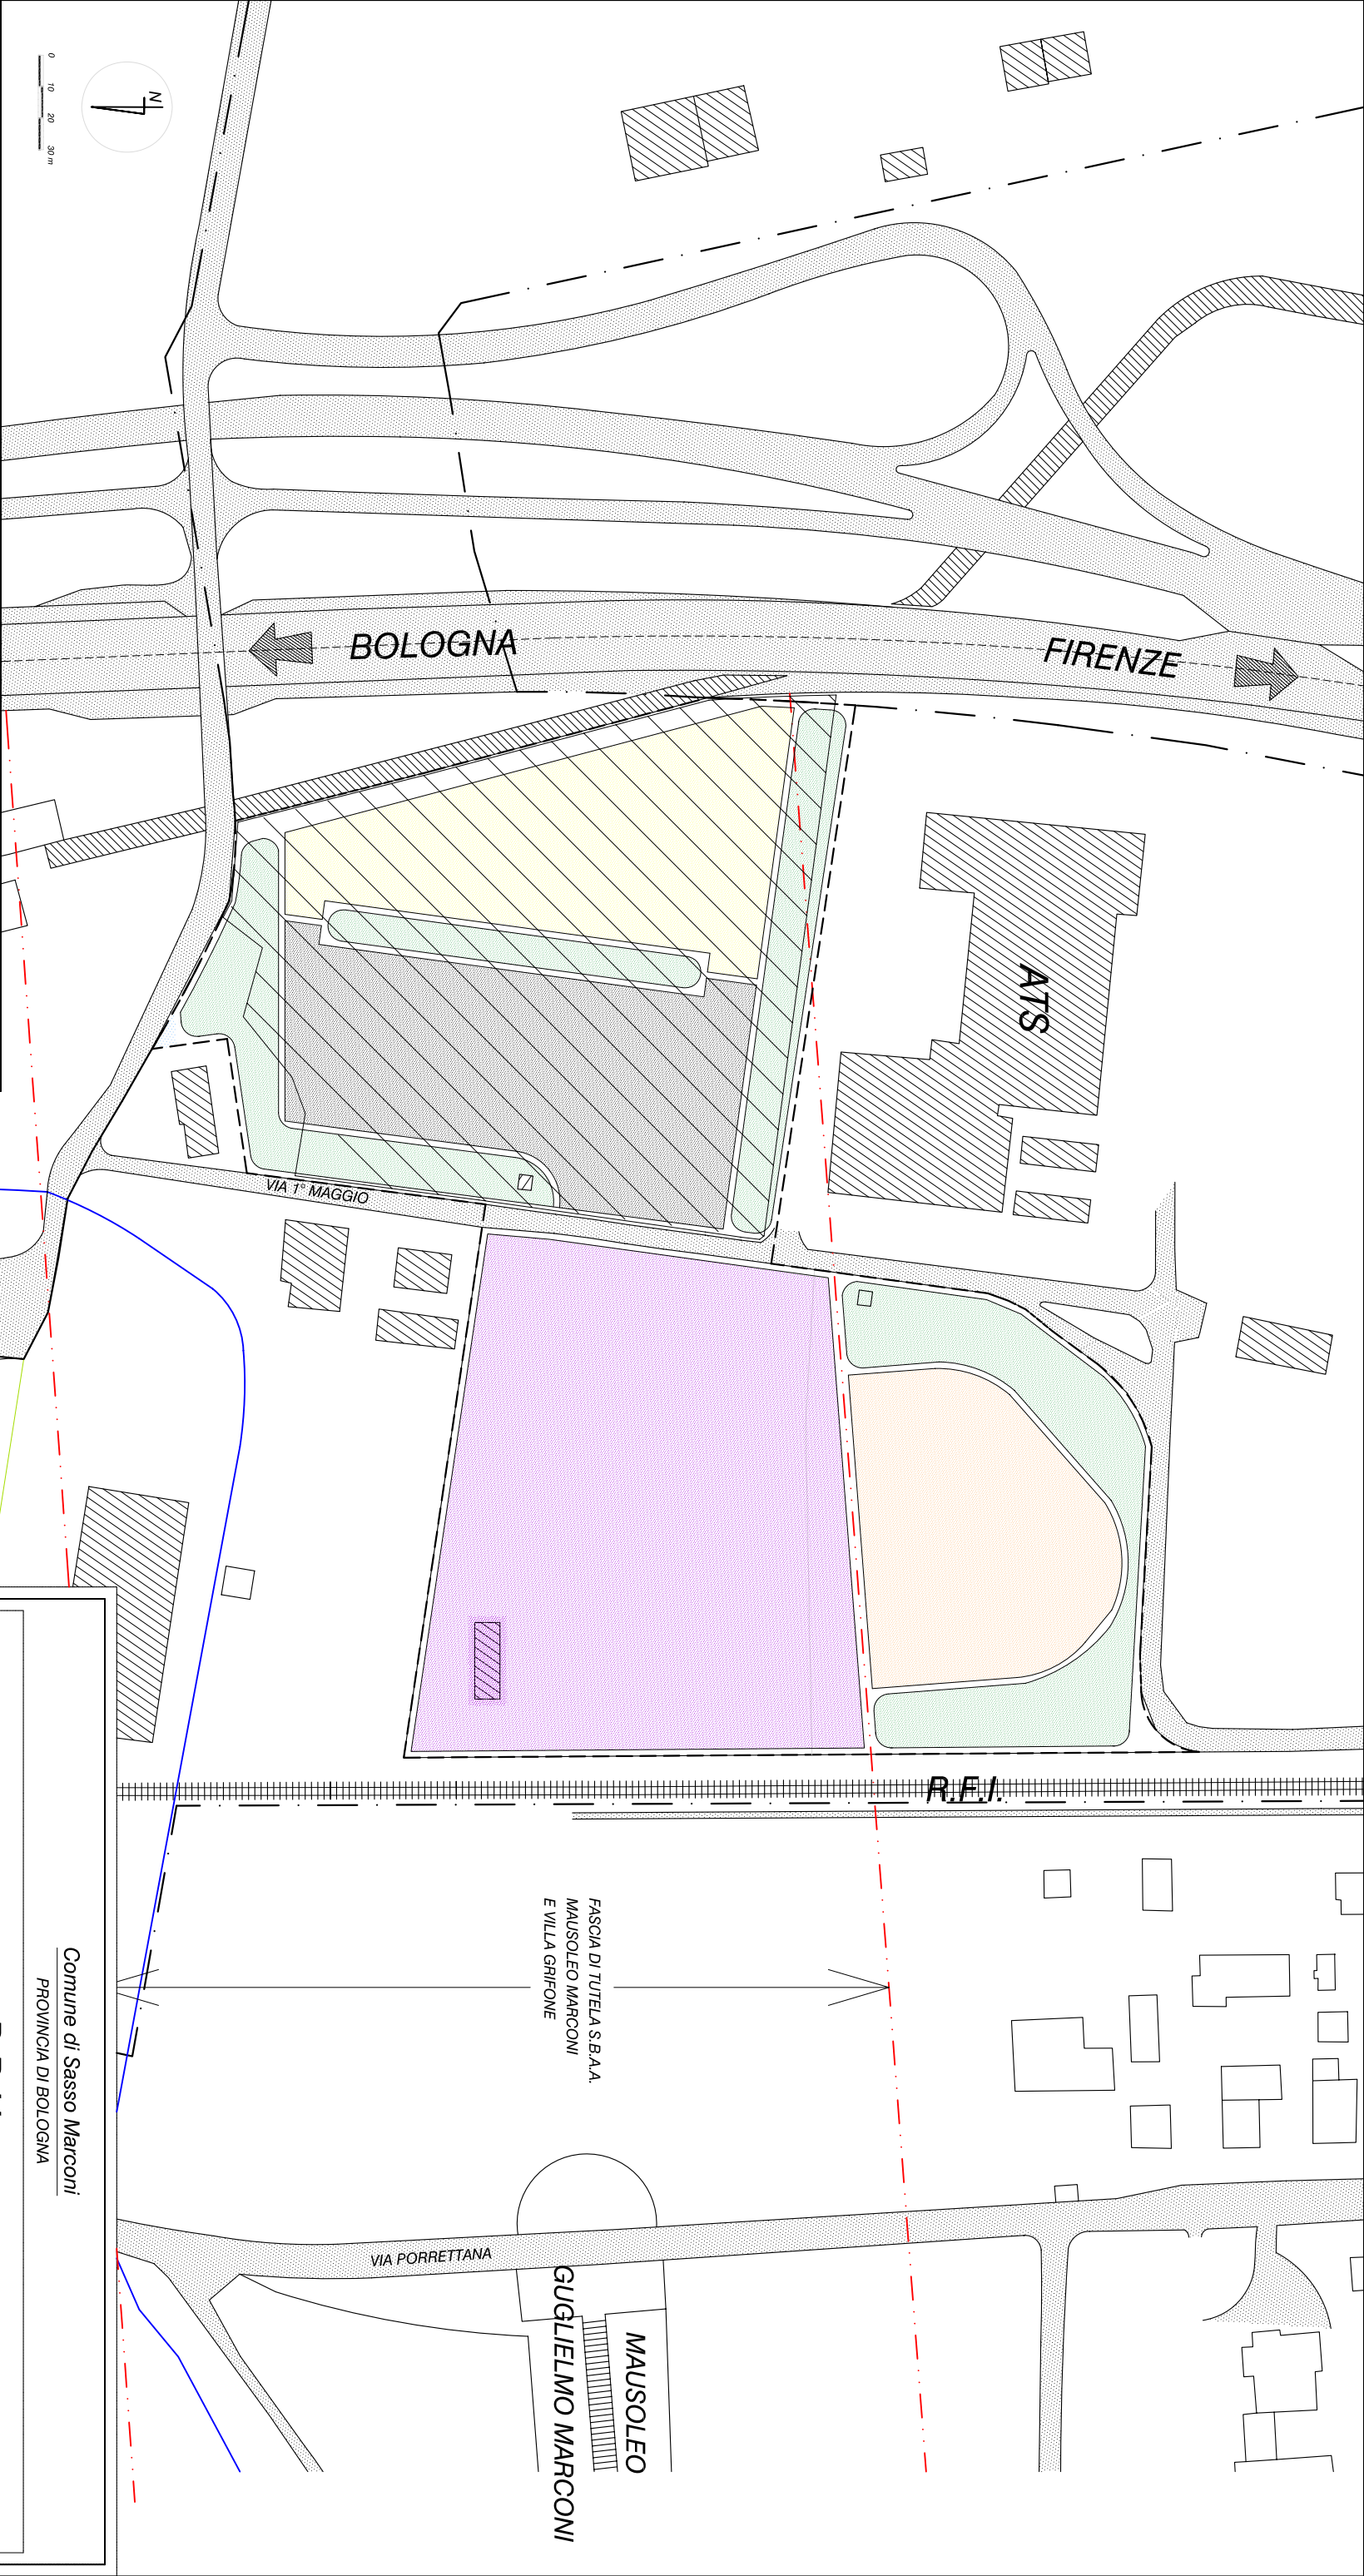 N
0 10 20 30 m
BOLOGNA
FIRENZE
ATS
VIA 1° MAGGIO
R.F.I.
FASCIA DI TUTELA S.B.A.A.
MAUSOLEO MARCONI
E VILLA GRIFONE
Comune di Sasso Marconi
PROVINCIA DI BOLOGNA
VIA PORRETTANA
MAUSOLEO
GUGLIELMO MARCONI